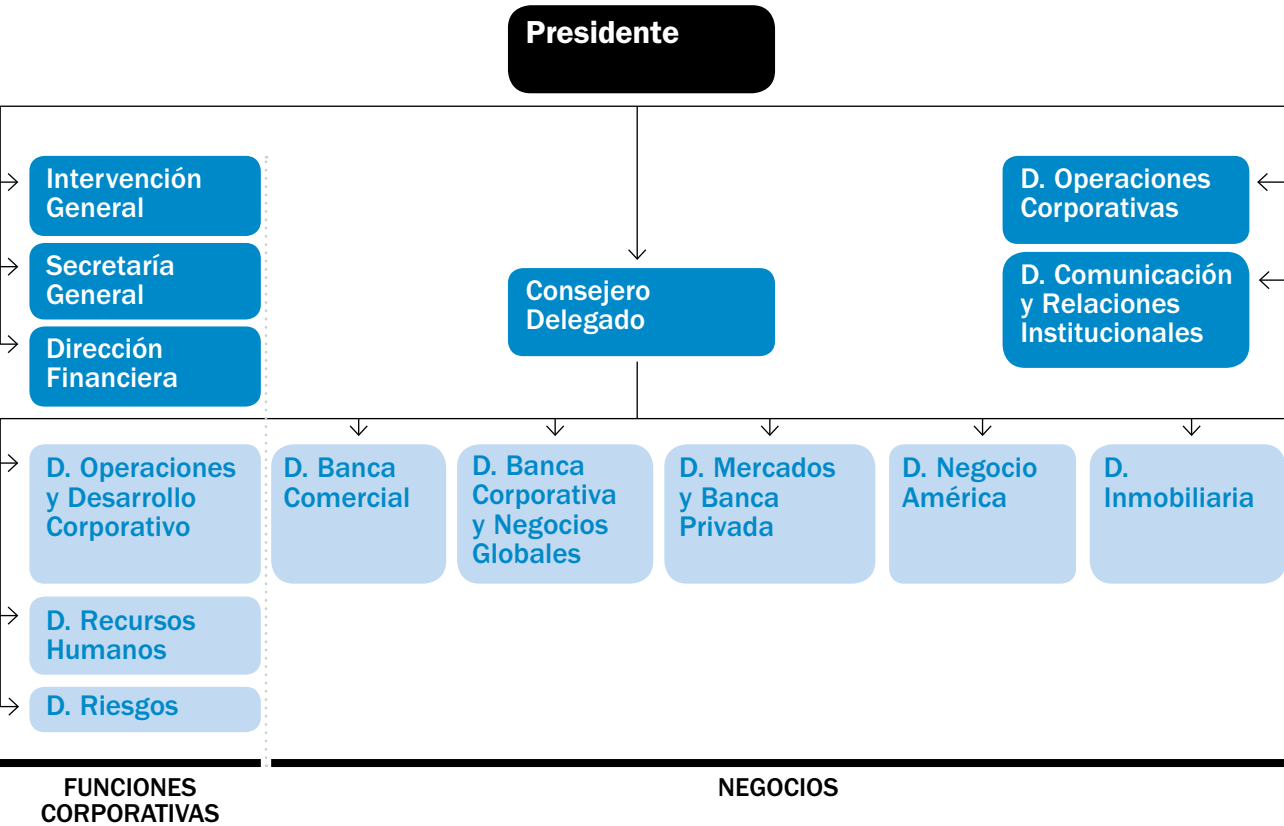 Presidente
Intervención
General
Secretaría
General
Dirección
Financiera
D. Operaciones
Corporativas
D. Comunicación
y Relaciones
Institucionales
Consejero
Delegado
D. Operaciones
y Desarrollo
Corporativo
D. Banca
Comercial
D. Banca
Corporativa
y Negocios
Globales
D. Mercados
y Banca
Privada
D. Negocio
América
D.
Inmobiliaria
D. Recursos
Humanos
D. Riesgos
FUNCIONES
CORPORATIVAS
NEGOCIOS